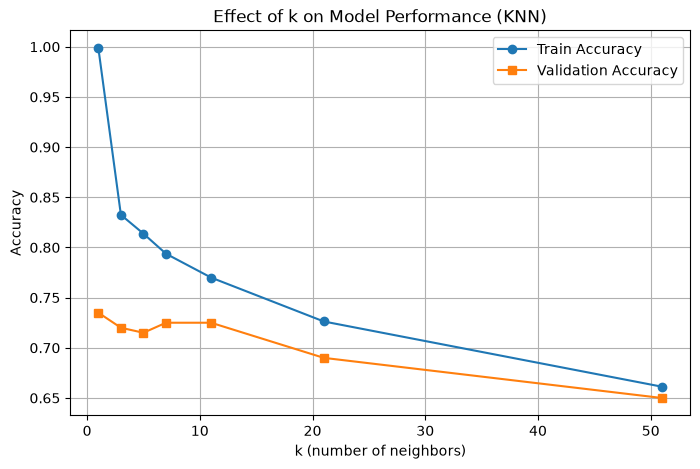 Effect of k on Model Performance (KNN)
Train Accuracy
Validation Accuracy
Accuracy
1.00
0.95
0.90
0.85
0.80
0.75
0.70
0.65
0
10
20
30
40
50
k (number of neighbors)